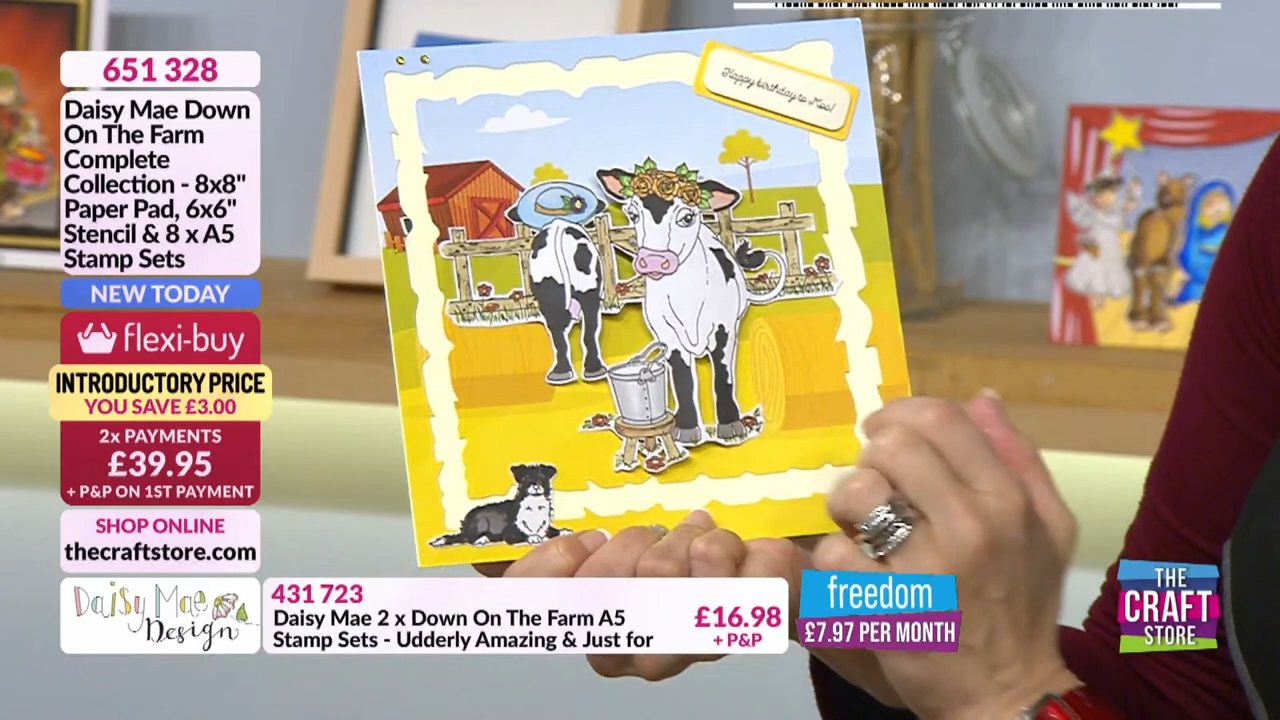 651 328
Daisy Mae Down
On The Farm
Complete
Collection - 8x8"
Paper Pad, 6x6"
Stencil & 8 x A5
Stamp Sets
NEW TODAY
flexi-buy
INTRODUCTORY PRICE
YOU SAVE £3.00
2x PAYMENTS
£39.95
+ P&P ON 1ST PAYMENT
SHOP ONLINE
thecraftstore.com
Daisy Mae
Design
431 723
Daisy Mae 2 x Down On The Farm A5
Stamp Sets - Udderly Amazing & Just for
£16.98
+ P&P
freedom
£7.97 PER MONTH
THE
CRAFT
STORE
Happy birthday to Moo!